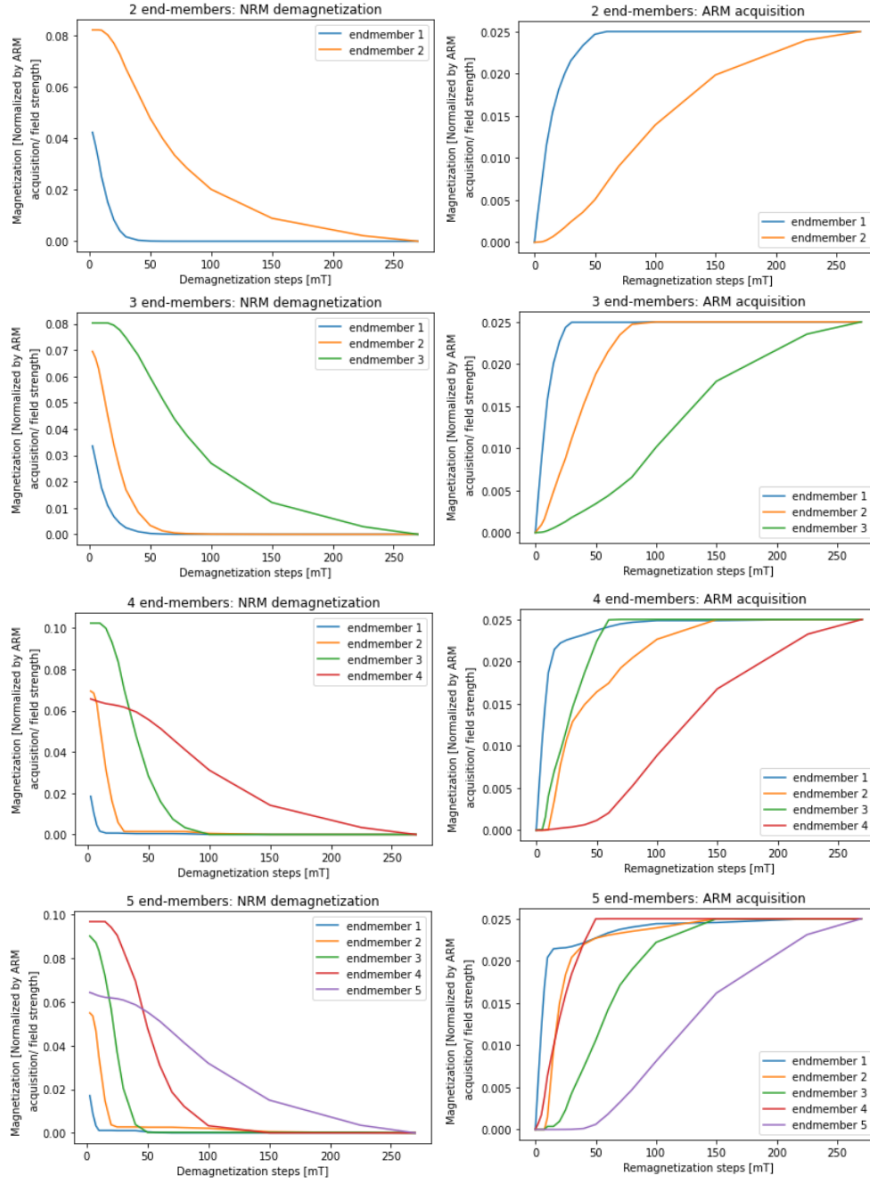 2 end-members: NRM demagnetization
Magnetization [Normalized by ARM
acquisition/ field strength]
0.08
0.06
0.04
0.02
0.00
endmember 1
endmember 2
0
50
100
150
200
250
Demagnetization steps [mT]
2 end-members: ARM acquisition
Magnetization [Normalized by ARM
acquisition/ field strength]
0.025
0.020
0.015
0.010
0.005
0.000
endmember 1
endmember 2
0
50
100
150
200
250
Remagnetization steps [mT]
3 end-members: NRM demagnetization
Magnetization [Normalized by ARM
acquisition/ field strength]
0.08
0.07
0.06
0.05
0.04
0.03
0.02
0.01
0.00
endmember 1
endmember 2
endmember 3
0
50
100
150
200
250
Demagnetization steps [mT]
3 end-members: ARM acquisition
Magnetization [Normalized by ARM
acquisition/ field strength]
0.025
0.020
0.015
0.010
0.005
0.000
endmember 1
endmember 2
endmember 3
0
50
100
150
200
250
Remagnetization steps [mT]
4 end-members: NRM demagnetization
Magnetization [Normalized by ARM
acquisition/ field strength]
0.10
0.08
0.06
0.04
0.02
0.00
endmember 1
endmember 2
endmember 3
endmember 4
0
50
100
150
200
250
Demagnetization steps [mT]
4 end-members: ARM acquisition
Magnetization [Normalized by ARM
acquisition/ field strength]
0.025
0.020
0.015
0.010
0.005
0.000
endmember 1
endmember 2
endmember 3
endmember 4
0
50
100
150
200
250
Remagnetization steps [mT]
5 end-members: NRM demagnetization
Magnetization [Normalized by ARM
acquisition/ field strength]
0.10
0.08
0.06
0.04
0.02
0.00
endmember 1
endmember 2
endmember 3
endmember 4
endmember 5
0
50
100
150
200
250
Demagnetization steps [mT]
5 end-members: ARM acquisition
Magnetization [Normalized by ARM
acquisition/ field strength]
0.025
0.020
0.015
0.010
0.005
0.000
endmember 1
endmember 2
endmember 3
endmember 4
endmember 5
0
50
100
150
200
250
Remagnetization steps [mT]